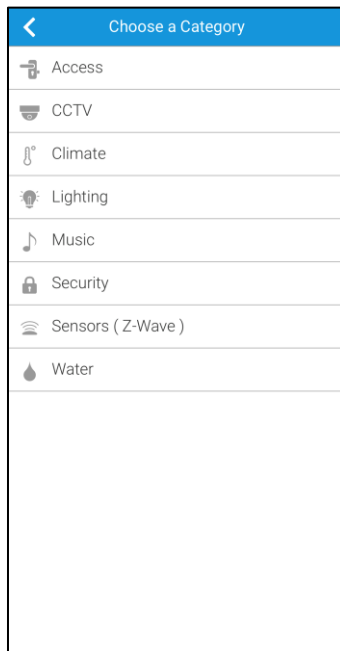 Choose a Category
Access
CCTV
Climate
Lighting
Music
Security
Sensors ( Z-Wave )
Water